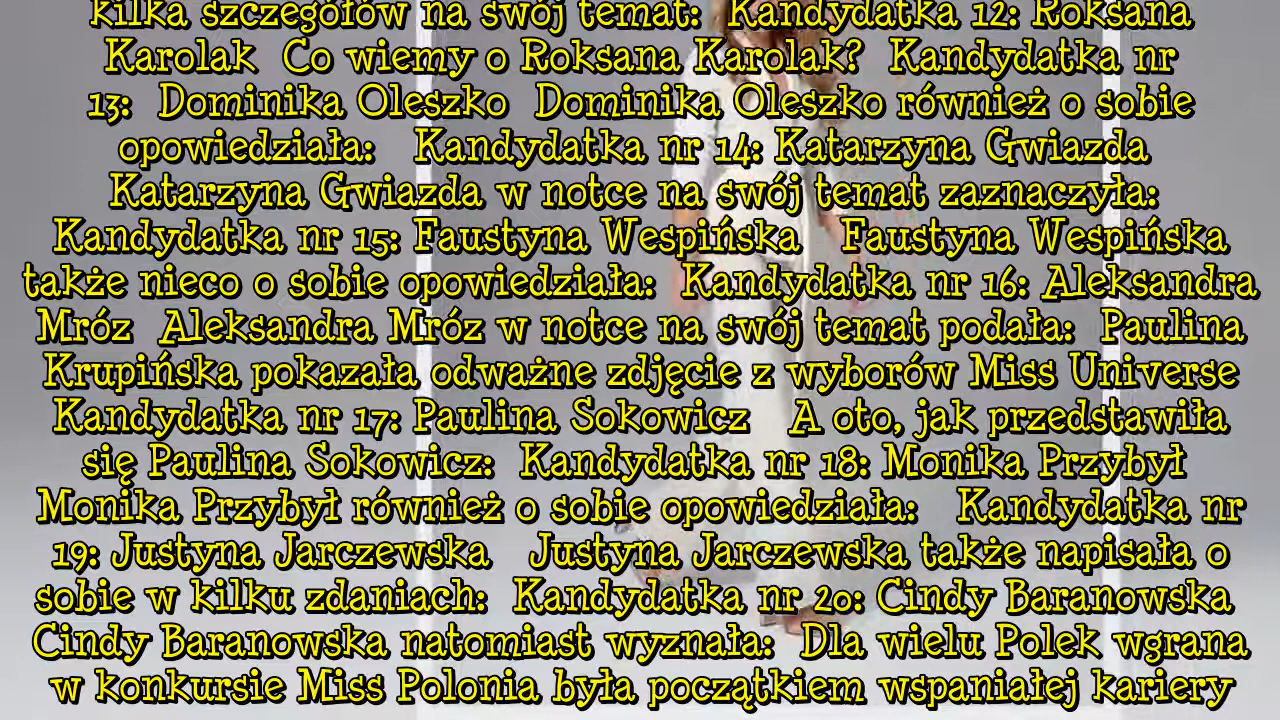 kilka szczegółów na swój temat: Kandydatka 12: Roksana
Karolak Co wiemy o Roksana Karolak? Kandydatka nr
13: Dominika Oleszko Dominika Oleszko również o sobie
opowiedziała: Kandydatka nr 14: Katarzyna Gwiazda
Katarzyna Gwiazda w notce na swój temat zaznaczyła:
Kandydatka nr 15: Faustyna Wespińska Faustyna Wespińska
także nieco o sobie opowiedziała: Kandydatka nr 16: Aleksandra
Mróz Aleksandra Mróz w notce na swój temat podała: Paulina
Krupińska pokazała odważne zdjęcie z wyborów Miss Universe
Kandydatka nr 17: Paulina Sokowicz A oto, jak przedstawiła
się Paulina Sokowicz: Kandydatka nr 18: Monika Przybył
Monika Przybył również o sobie opowiedziała: Kandydatka nr
19: Justyna Jarczewska Justyna Jarczewska także napisała o
sobie w kilku zdaniach: Kandydatka nr 20: Cindy Baranowska
Cindy Baranowska natomiast wyznała: Dla wielu Polek wgrana
w konkursie Miss Polonia była początkiem wspaniałej kariery